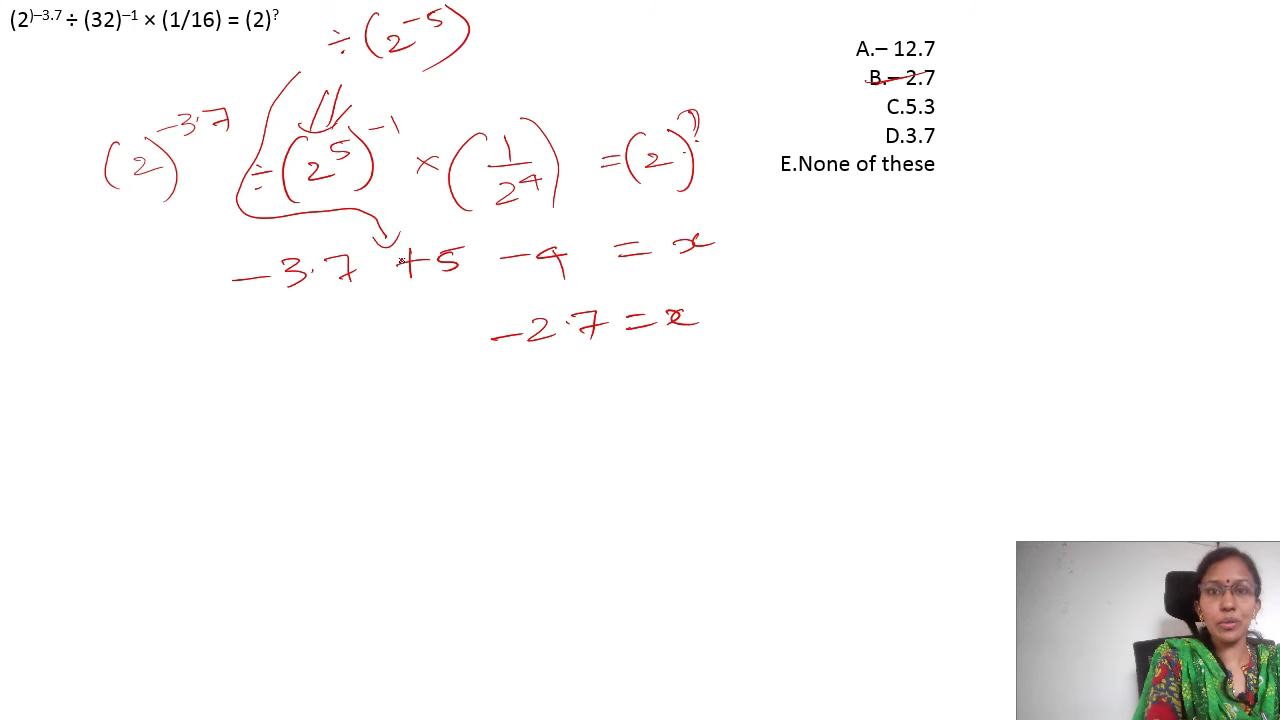 (2)–3.7 ÷ (32)–1 × (1/16) = (2)?
÷ (2^-5)
A.– 12.7
B.– 2.7
C.5.3
D.3.7
E.None of these
(2)^-3.7 ÷ (2^5)^-1 × (1/2^4) = (2)^?
-3.7 +5 -4 = x
-2.7 = x